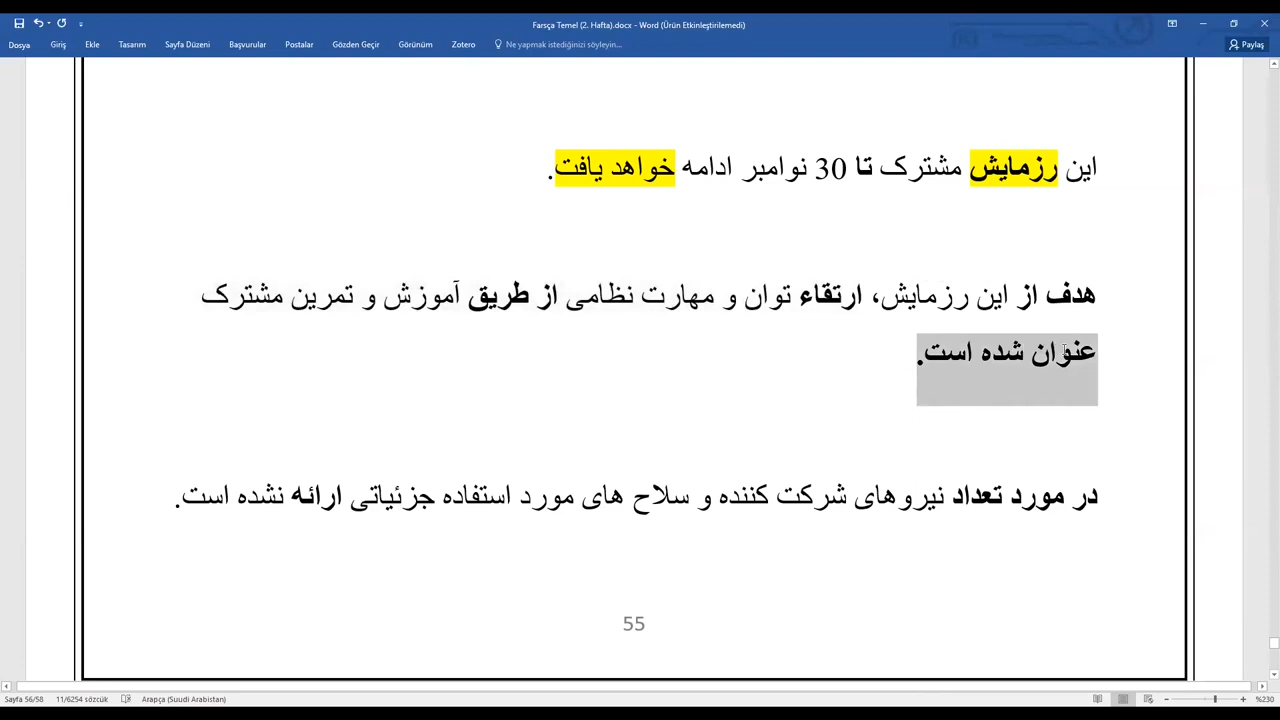 Farsça Temel (2. Hafta).docx - Word (Ürün Etkinleştirilemedi)
Dosya Giriş Ekle Tasarım Sayfa Düzeni Başvurular Postalar Gözden Geçir Görünüm Zotero Ne yapmak istediğinizi söyleyin... Paylaş
این رزمایش مشترک تا 30 نوامبر ادامه خواهد یافت.
هدف از این رزمایش، ارتقاء توان و مهارت نظامی از طریق آموزش و تمرین مشترک
عنوان شده است.
در مورد تعداد نیروهای شرکت کننده و سلاح های مورد استفاده جزئیاتی ارائه نشده است.
55
Sayfa 56/58 11/6254 sözcük Arapça (Suudi Arabistan) %230